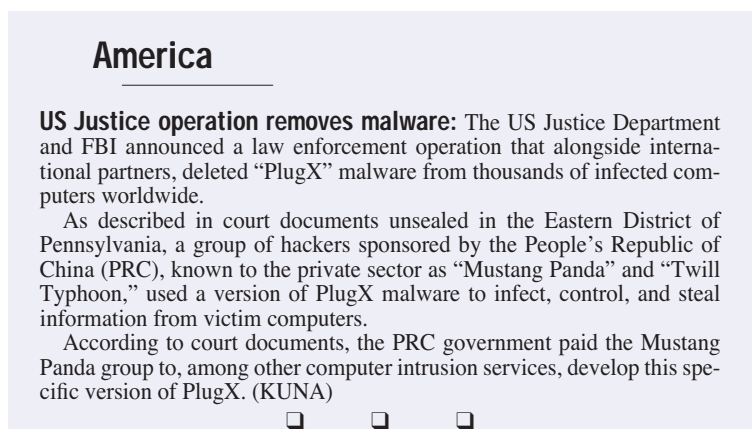 America
US Justice operation removes malware: The US Justice Department
and FBI announced a law enforcement operation that alongside interna-
tional partners, deleted “PlugX” malware from thousands of infected com-
puters worldwide.
As described in court documents unsealed in the Eastern District of
Pennsylvania, a group of hackers sponsored by the People’s Republic of
China (PRC), known to the private sector as “Mustang Panda” and “Twill
Typhoon,” used a version of PlugX malware to infect, control, and steal
information from victim computers.
According to court documents, the PRC government paid the Mustang
Panda group to, among other computer intrusion services, develop this spe-
cific version of PlugX. (KUNA)